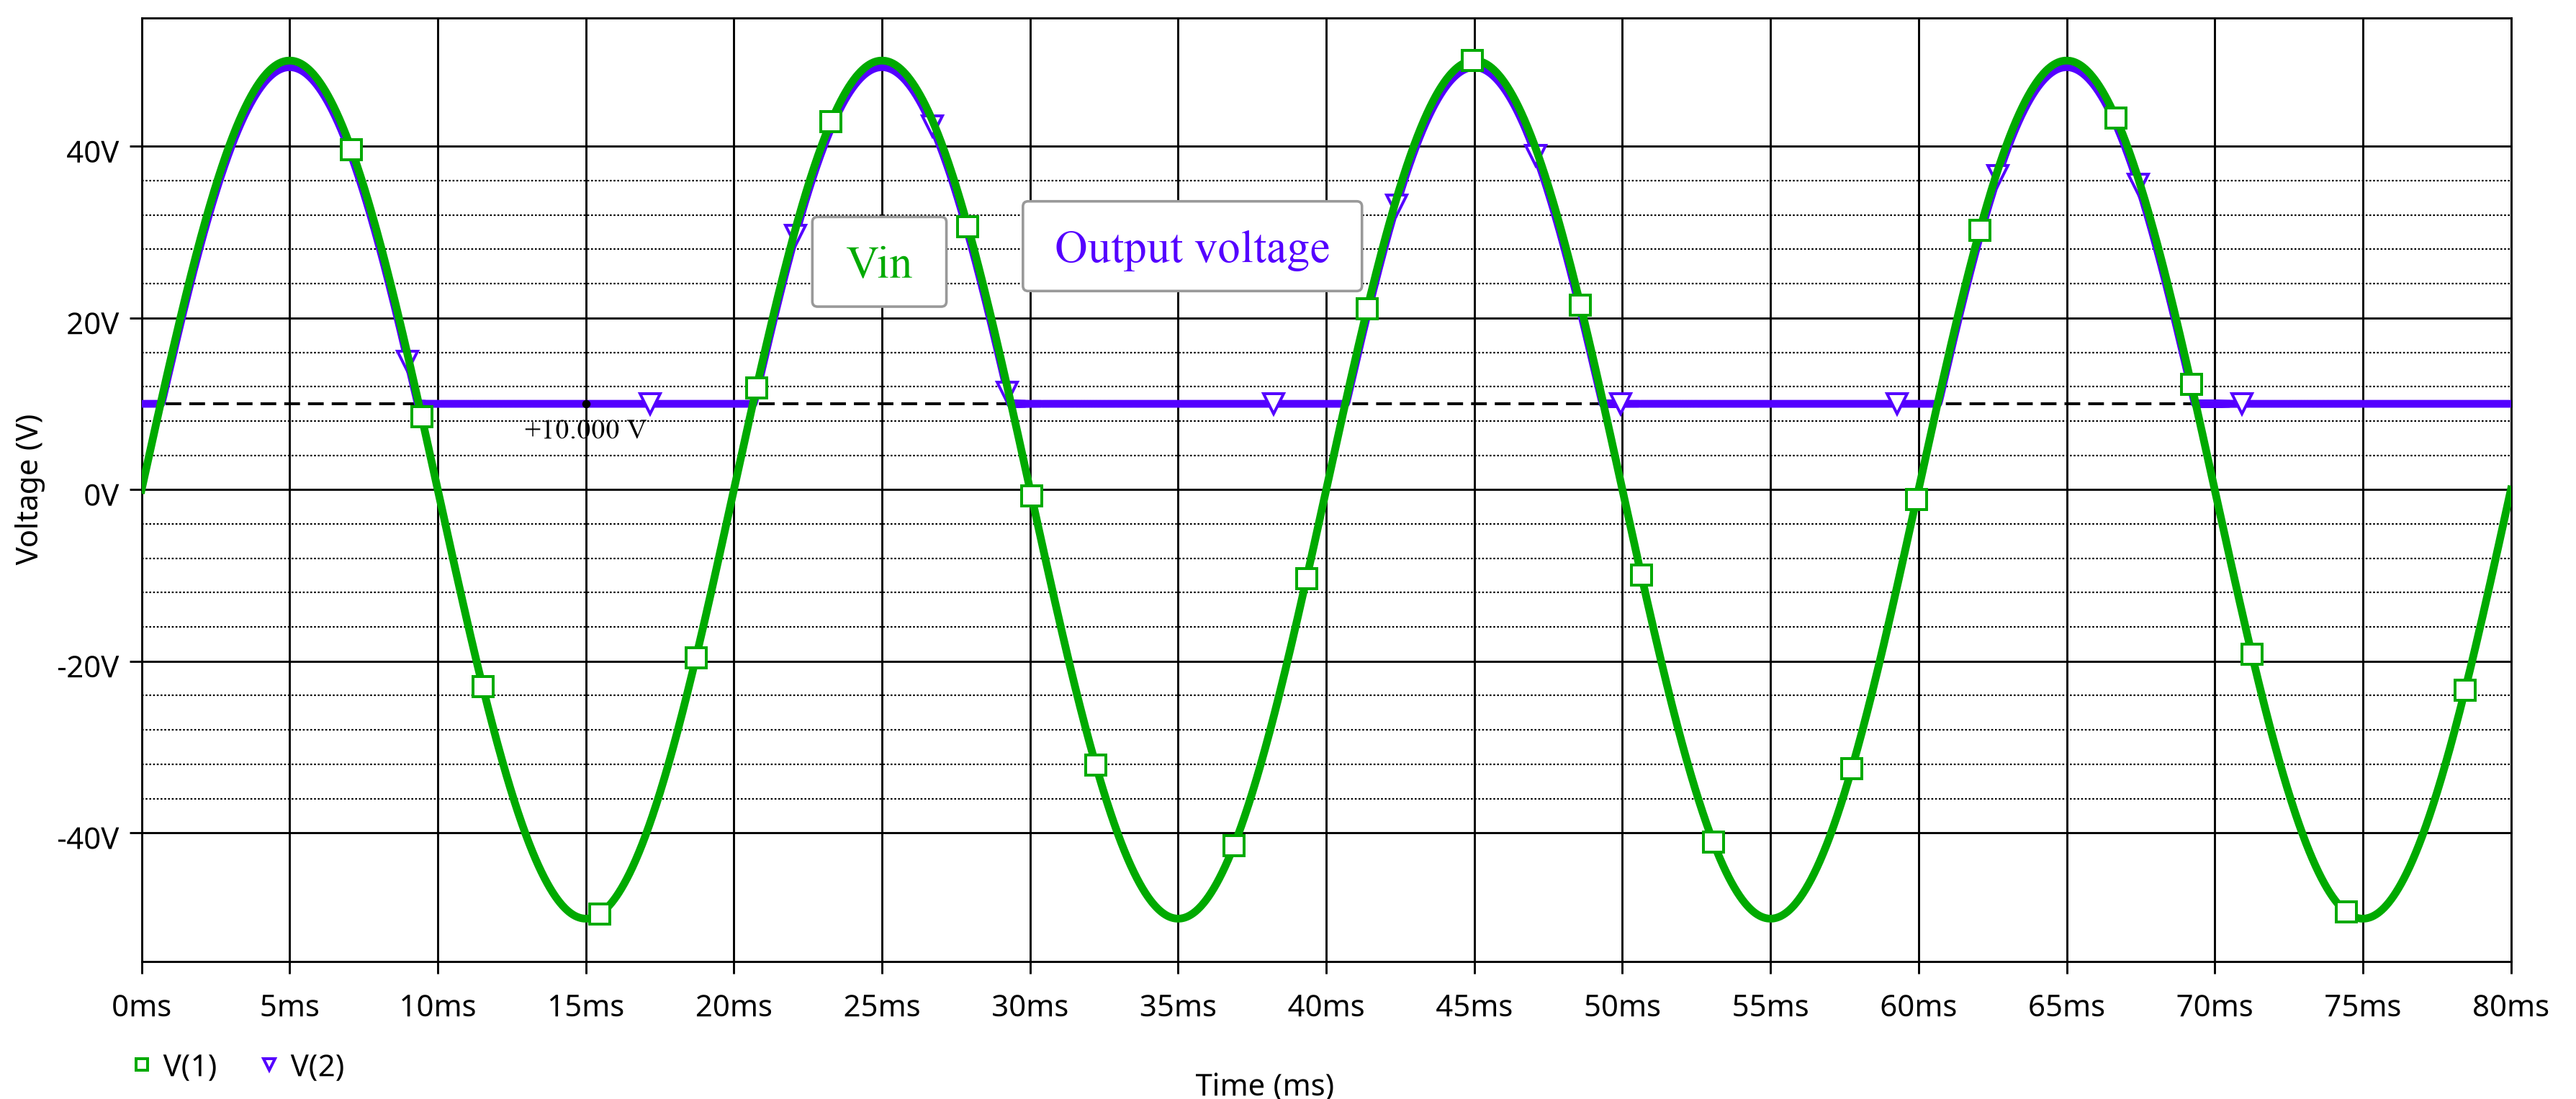 40V
20V
0V
-20V
-40V
Voltage (V)
Vin
Output voltage
+10.000 V
0ms 5ms 10ms 15ms 20ms 25ms 30ms 35ms 40ms 45ms 50ms 55ms 60ms 65ms 70ms 75ms 80ms
V(1) V(2)
Time (ms)